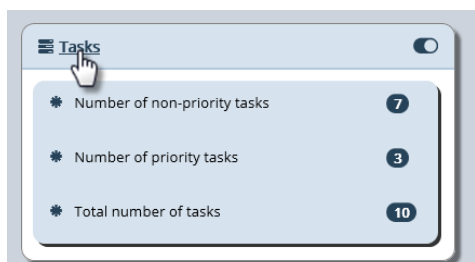 Tasks
Number of non-priority tasks 7
Number of priority tasks 3
Total number of tasks 10